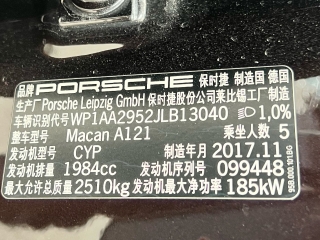 品牌 PORSCHE 保时捷 制造国 德国
生产厂 Porsche Leipzig GmbH 保时捷股份公司莱比锡工厂制造
车辆识别代号 WP1AA2952JLB13040 1,0%
整车型号 Macan A121 乘坐人数 5
发动机型号 CYP 制造年月 2017.11
发动机排量 1984cc 发动机序列号 099448
最大允许总质量 2510kg 发动机最大净功率 185kW
95B.000.101.BG